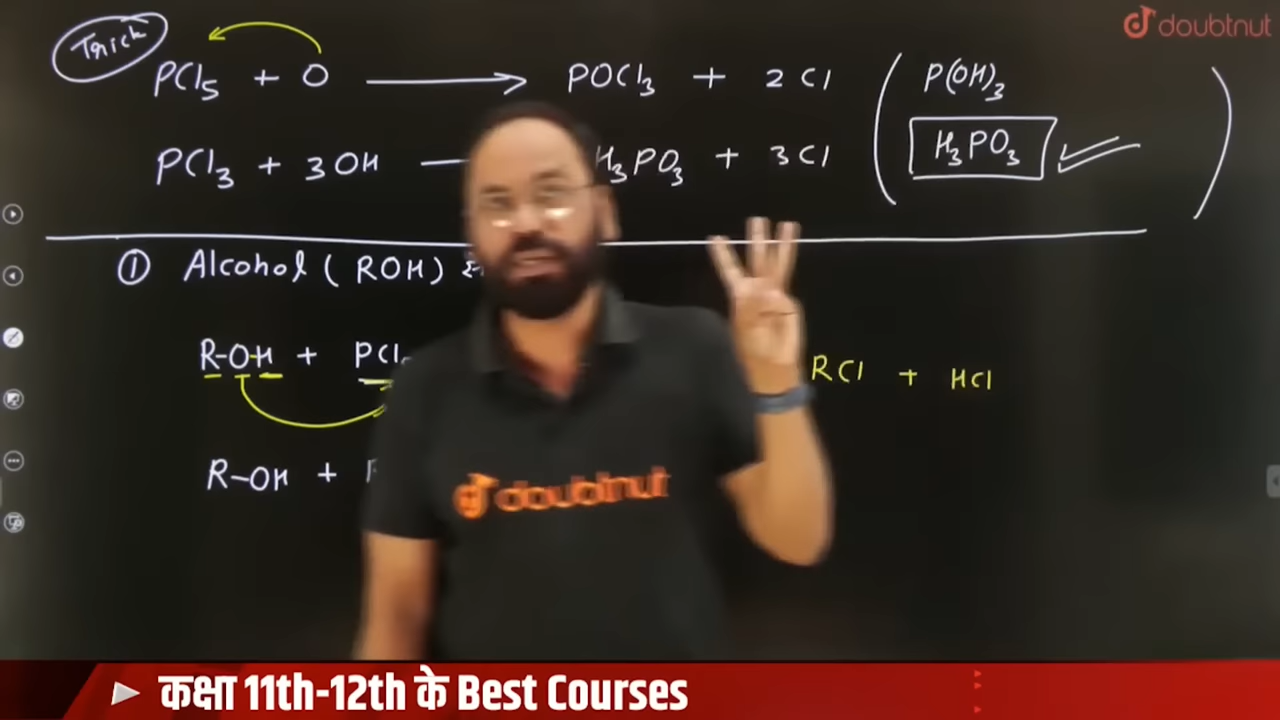 doubtnut
Trick
PCl₅ + O ⟶ POCl₃ + 2Cl ( P(OH)₃
PCl₃ + 3OH — H₃PO₃ + 3Cl H₃PO₃ )
① Alcohol ( ROH )
R-OH + PCl RCl + HCl
R-OH +
doubtnut
कक्षा 11th-12th के Best Courses